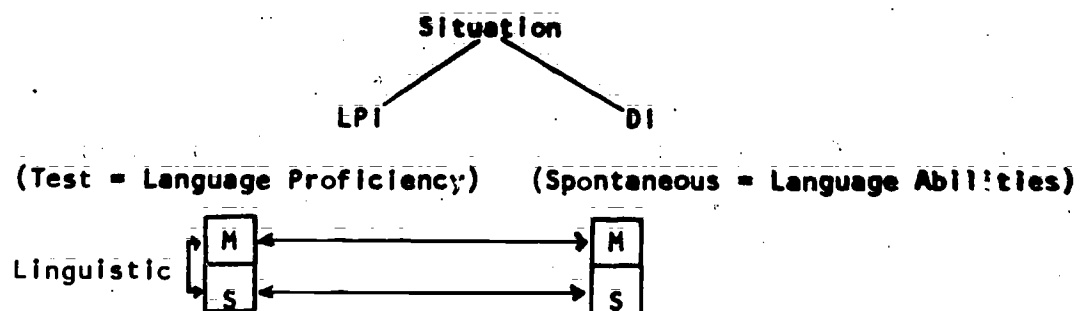 Situation
LPI DI
(Test = Language Proficiency) (Spontaneous = Language Abilities)
M M
Linguistic
S S